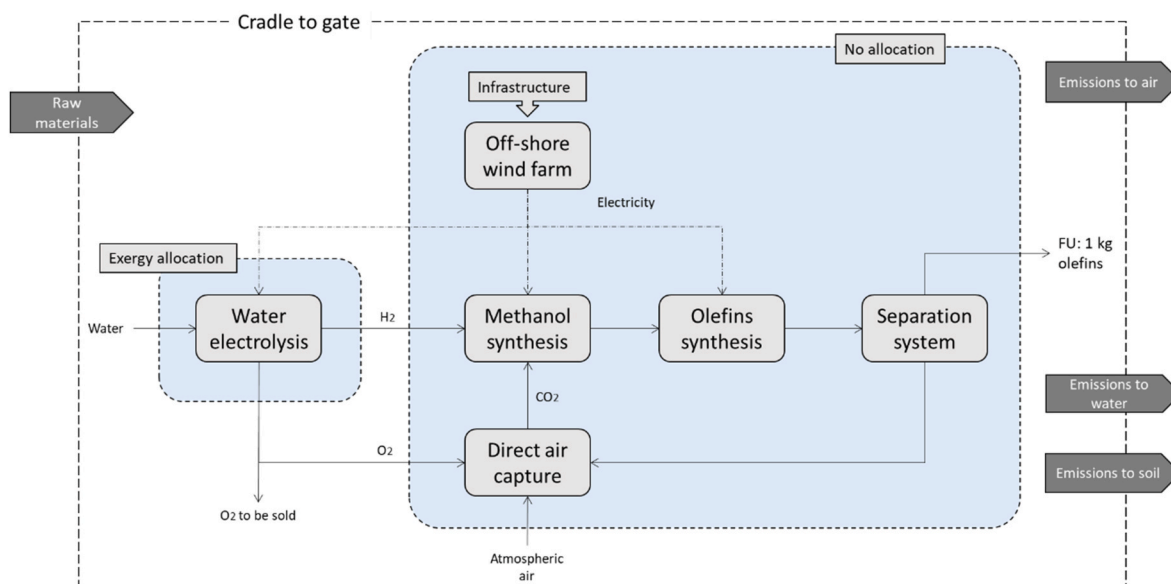 Cradle to gate
No allocation
Raw
materials
Emissions to air
Infrastructure
Off-shore
wind farm
Electricity
Exergy allocation
FU: 1 kg
olefins
Water
Water
electrolysis
H2
Methanol
synthesis
Olefins
synthesis
Separation
system
CO2
Emissions to
water
O2
Direct air
capture
Emissions to soil
O2 to be sold
Atmospheric
air